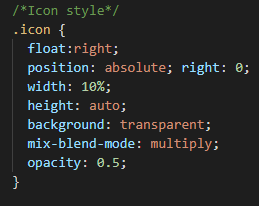 /*Icon style*/
.icon {
float:right;
position: absolute; right: 0;
width: 10%;
height: auto;
background: transparent;
mix-blend-mode: multiply;
opacity: 0.5;
}